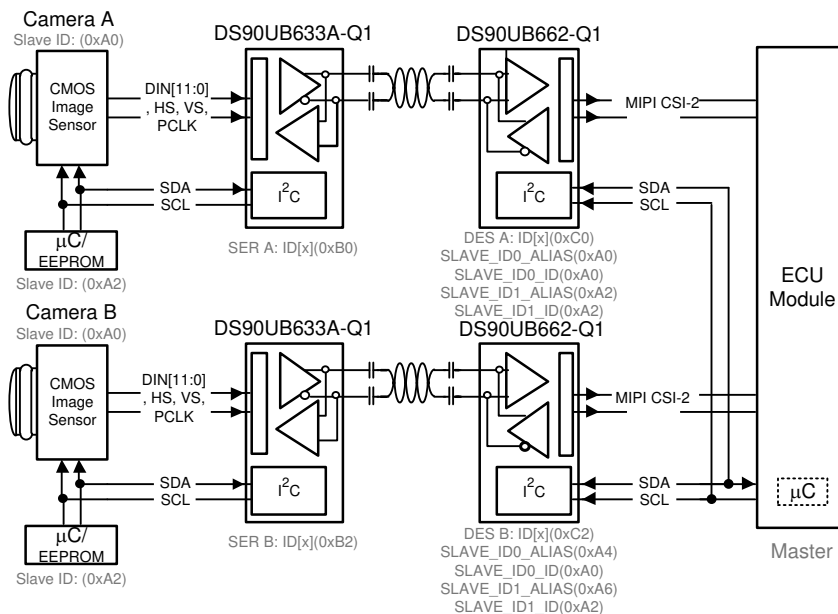 Camera A
Slave ID: (0xA0)
DS90UB633A-Q1
DS90UB662-Q1
CMOS
Image
Sensor
DIN[11:0]
, HS, VS,
PCLK
MIPI CSI-2
SDA
SCL
I²C
I²C
SDA
SCL
µC/
EEPROM
Slave ID: (0xA2)
SER A: ID[x](0xB0)
DES A: ID[x](0xC0)
SLAVE_ID0_ALIAS(0xA0)
SLAVE_ID0_ID(0xA0)
SLAVE_ID1_ALIAS(0xA2)
SLAVE_ID1_ID(0xA2)
ECU
Module
Camera B
Slave ID: (0xA0)
DS90UB633A-Q1
DS90UB662-Q1
CMOS
Image
Sensor
DIN[11:0]
, HS, VS,
PCLK
MIPI CSI-2
SDA
SCL
I²C
I²C
SDA
SCL
µC
µC/
EEPROM
Slave ID: (0xA2)
SER B: ID[x](0xB2)
DES B: ID[x](0xC2)
SLAVE_ID0_ALIAS(0xA4)
SLAVE_ID0_ID(0xA0)
SLAVE_ID1_ALIAS(0xA6)
SLAVE_ID1_ID(0xA2)
Master